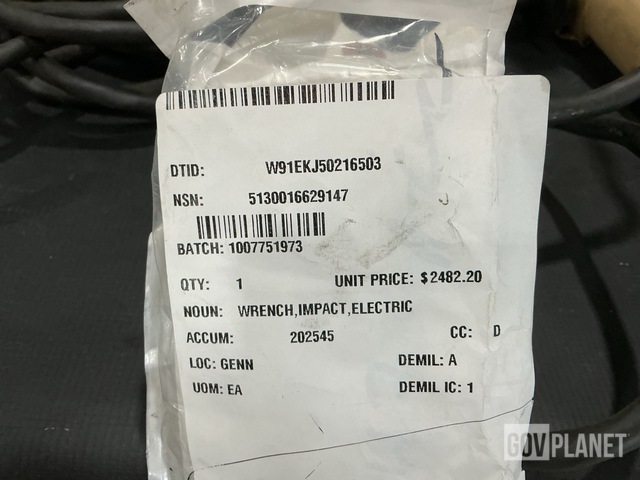 DTID: W91EKJ50216503
NSN: 5130016629147
BATCH: 1007751973
QTY: 1 UNIT PRICE: $2482.20
NOUN: WRENCH,IMPACT,ELECTRIC
ACCUM: 202545 CC: D
LOC: GENN DEMIL: A
UOM: EA DEMIL IC: 1
GOVPLANET